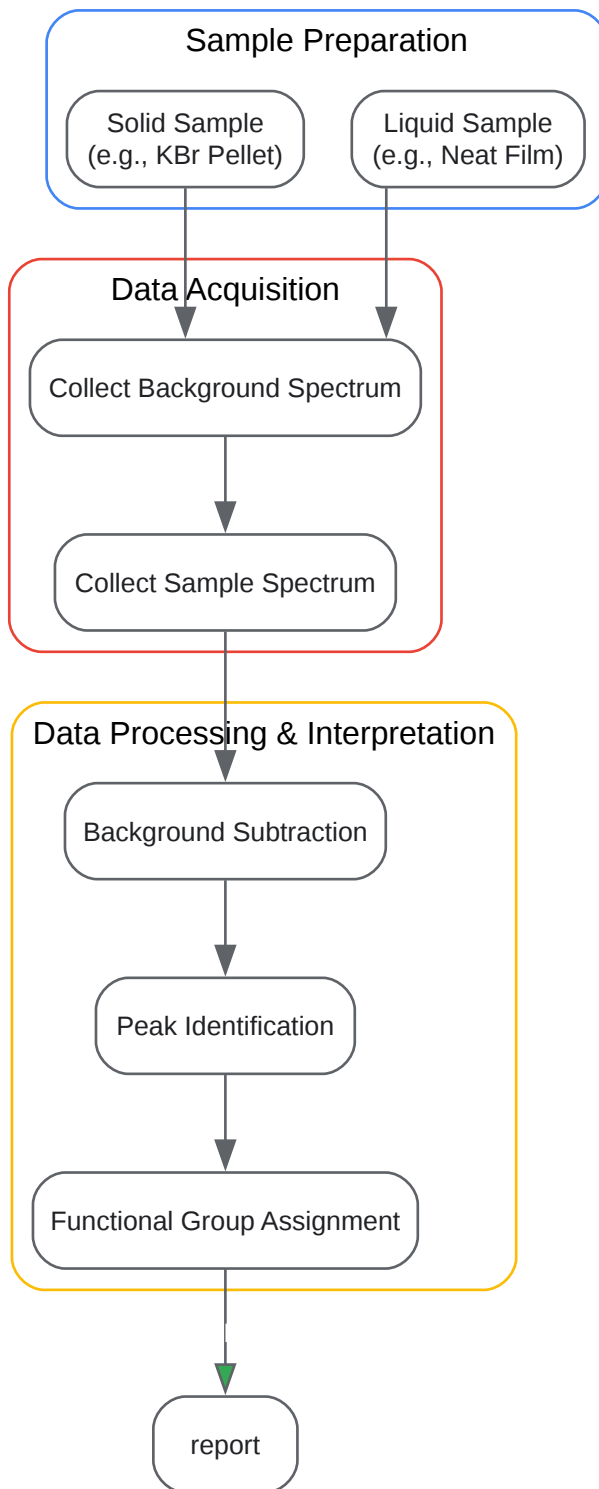 Sample Preparation
Solid Sample
(e.g., KBr Pellet)
Liquid Sample
(e.g., Neat Film)
Data Acquisition
Collect Background Spectrum
Collect Sample Spectrum
Data Processing & Interpretation
Background Subtraction
Peak Identification
Functional Group Assignment
report